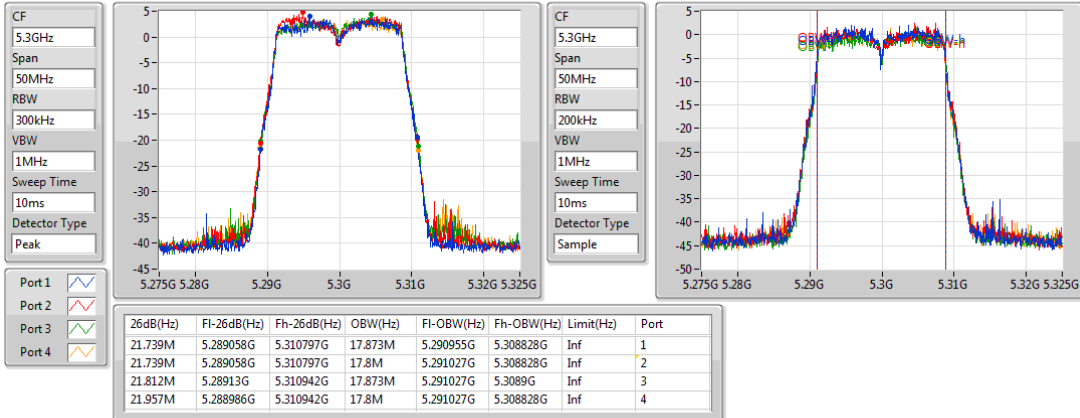 CF
5.3GHz
Span
50MHz
RBW
300kHz
VBW
1MHz
Sweep Time
10ms
Detector Type
Peak
5
0
-5
-10
-15
-20
-25
-30
-35
-40
-45
5.275G 5.28G 5.29G 5.3G 5.31G 5.32G 5.325G
CF
5.3GHz
Span
50MHz
RBW
200kHz
VBW
1MHz
Sweep Time
10ms
Detector Type
Sample
5
0
-5
-10
-15
-20
-25
-30
-35
-40
-45
-50
5.275G 5.28G 5.29G 5.3G 5.31G 5.32G 5.325G
Port 1
Port 2
Port 3
Port 4
26dB(Hz) Fl-26dB(Hz) Fh-26dB(Hz) OBW(Hz) Fl-OBW(Hz) Fh-OBW(Hz) Limit(Hz) Port
21.739M 5.289058G 5.310797G 17.873M 5.290955G 5.308828G Inf 1
21.739M 5.289058G 5.310797G 17.8M 5.291027G 5.308828G Inf 2
21.812M 5.28913G 5.310942G 17.873M 5.291027G 5.3089G Inf 3
21.957M 5.288986G 5.310942G 17.8M 5.291027G 5.308828G Inf 4